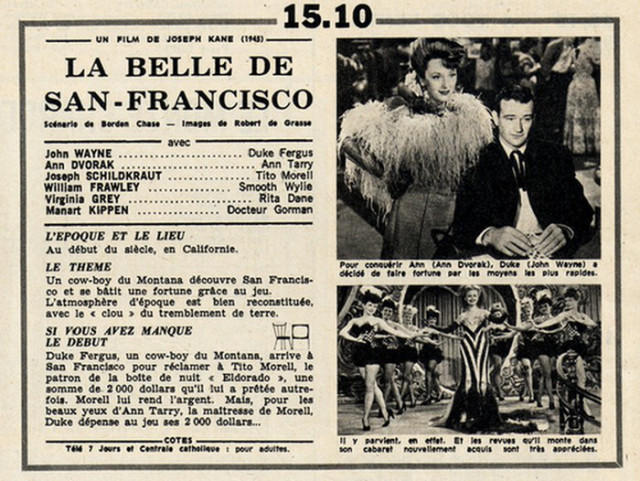 15.10
UN FILM DE JOSEPH KANE (1945)
LA BELLE DE
SAN-FRANCISCO
Scénario de Borden Chase — Images de Robert de Grasse
avec
John WAYNE ........................ Duke Fergus
Ann DVORAK ........................ Ann Tarry
Joseph SCHILDKRAUT ............... Tito Morell
William FRAWLEY ............... Smooth Wylie
Virginia GREY ..................... Rita Dane
Manart KIPPEN ............... Docteur Gorman
L'EPOQUE ET LE LIEU
Au début du siècle, en Californie.
LE THEME
Un cow-boy du Montana découvre San Francis-
co et se bâtit une fortune grâce au jeu.
L'atmosphère d'époque est bien reconstituée,
avec le « clou » du tremblement de terre.
SI VOUS AVEZ MANQUE
LE DEBUT
Duke Fergus, un cow-boy du Montana, arrive à
San Francisco pour réclamer à Tito Morell, le
patron de la boîte de nuit « Eldorado », une
somme de 2 000 dollars qu'il lui a prêtée autre-
fois. Morell lui rend l'argent. Mais, pour les
beaux yeux d'Ann Tarry, la maîtresse de Morell,
Duke dépense au jeu ses 2 000 dollars...
COTES
Télé 7 Jours et Centrale catholique : pour adultes.
Pour conquérir Ann (Ann Dvorak), Duke (John Wayne) a
décidé de faire fortune par les moyens les plus rapides.
Il y parvient, en effet. Et les revues qu'il monte dans
son cabaret nouvellement acquis sont très appréciées.